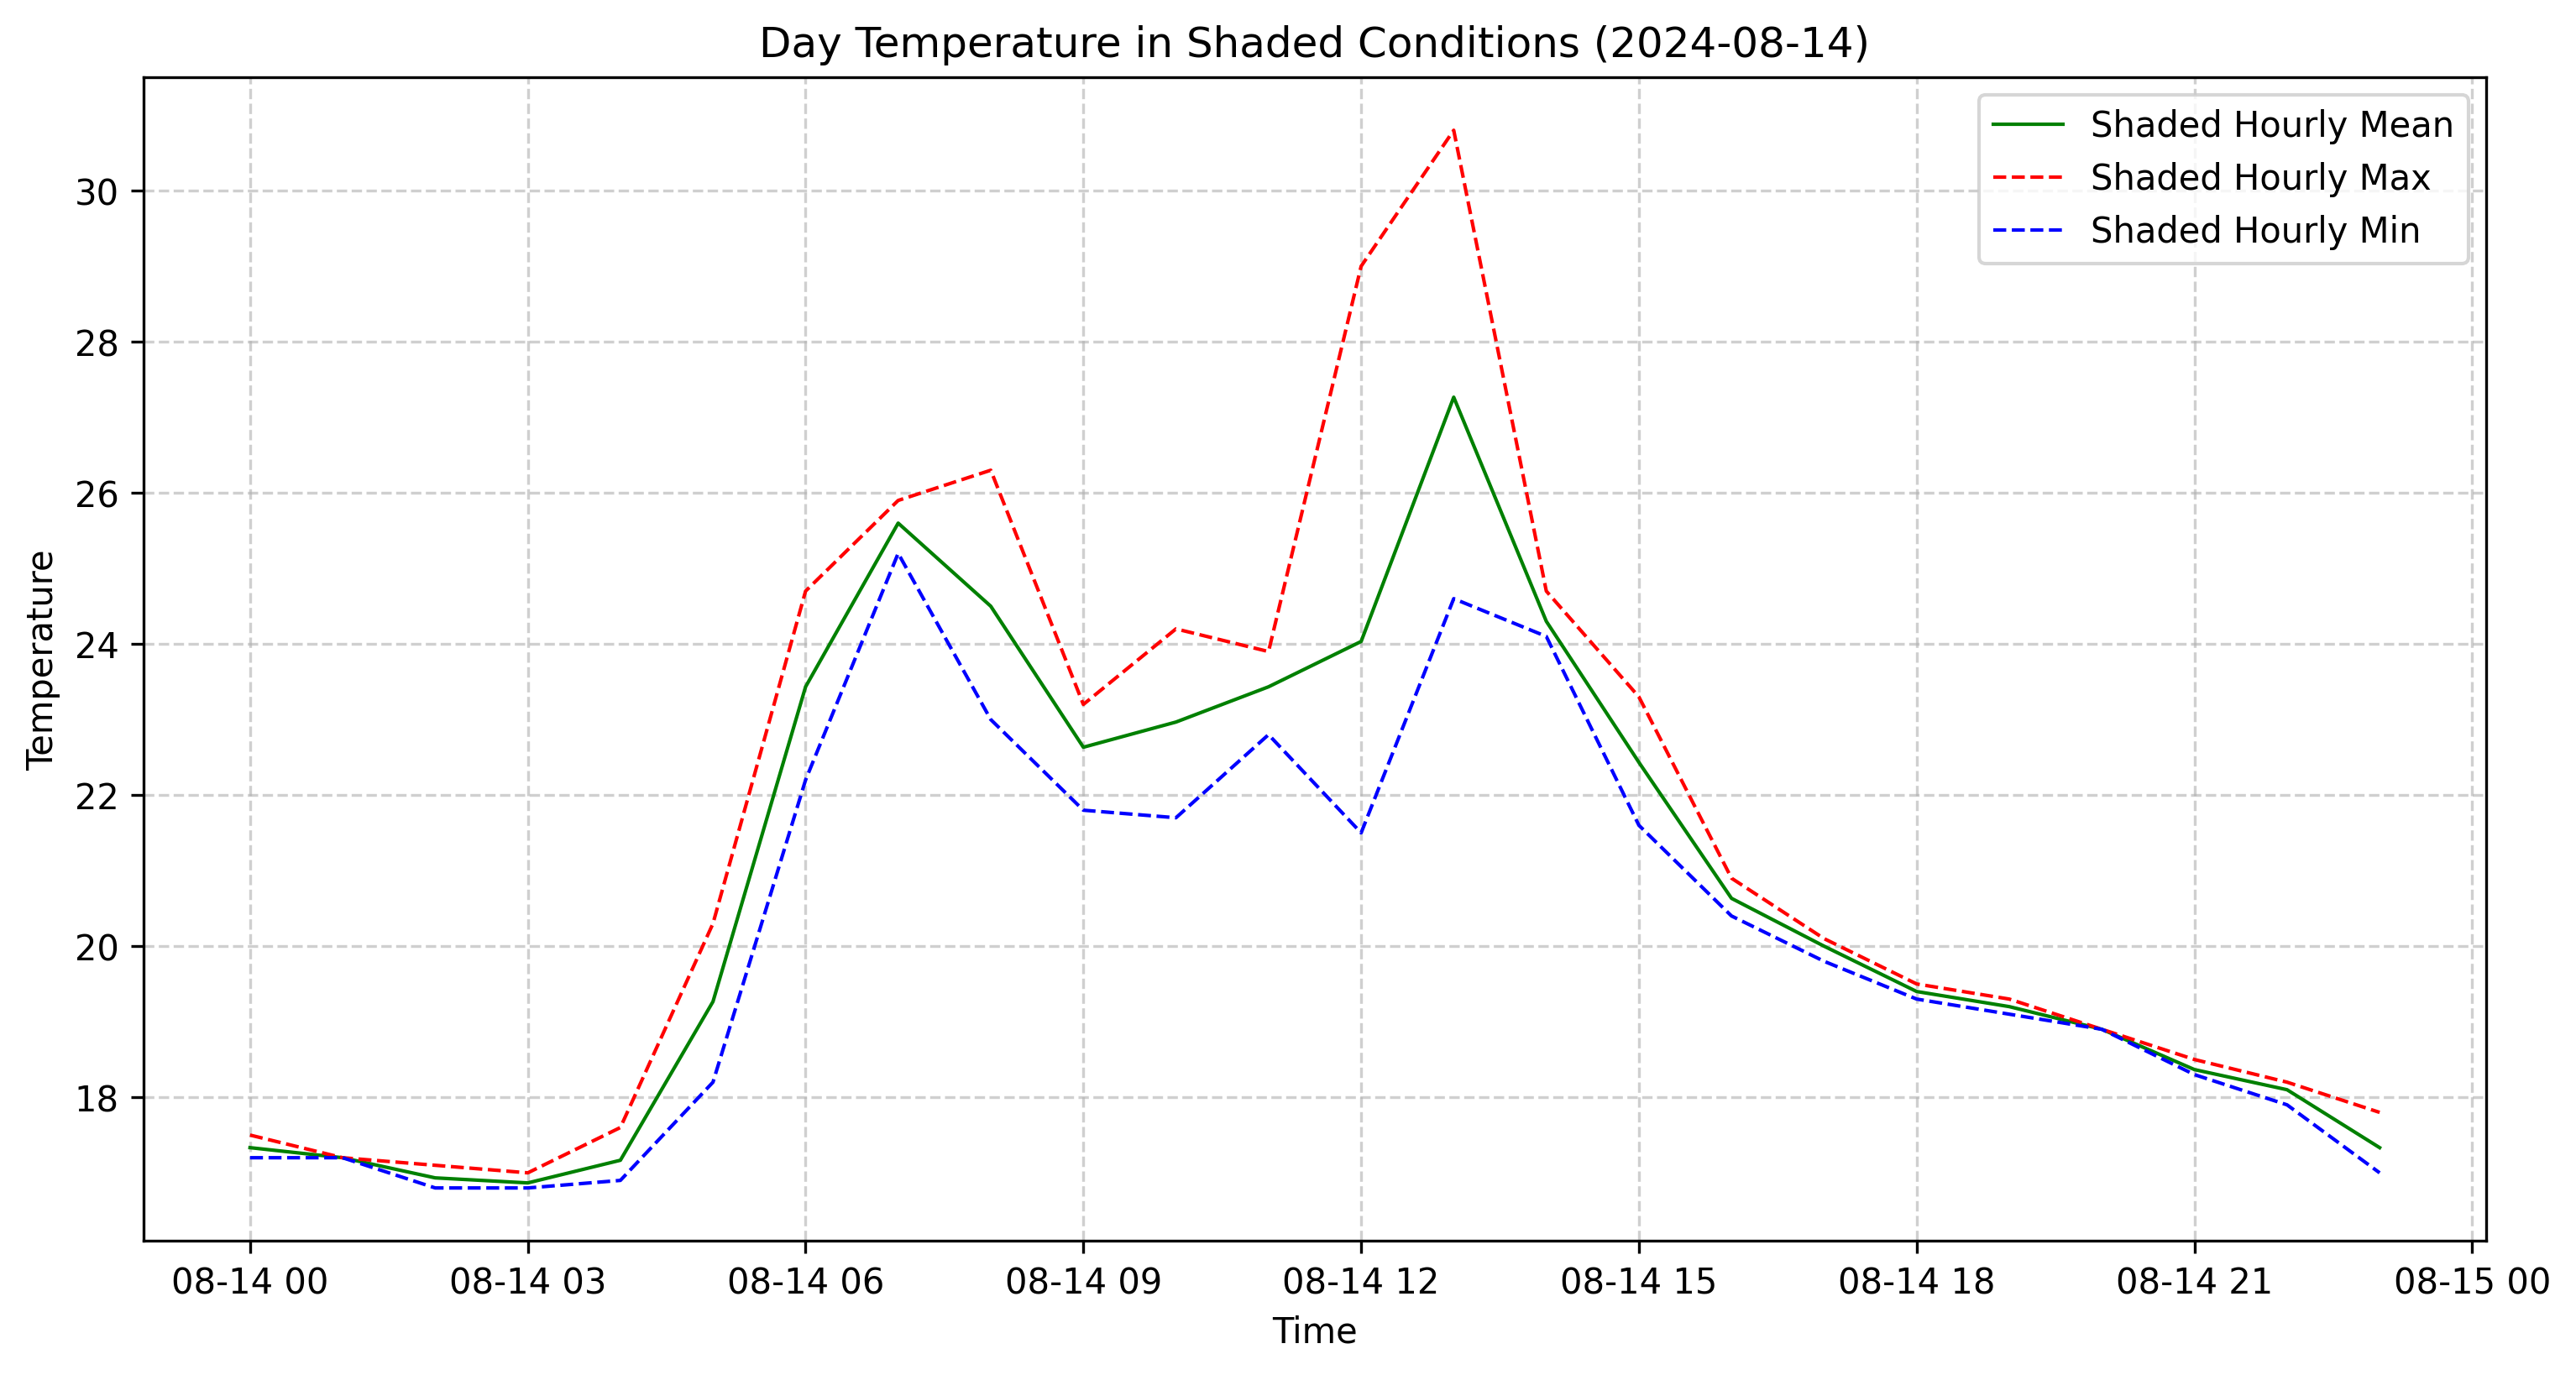 Day Temperature in Shaded Conditions (2024-08-14)
Shaded Hourly Mean
Shaded Hourly Max
Shaded Hourly Min
Temperature
30
28
26
24
22
20
18
08-14 00
08-14 03
08-14 06
08-14 09
08-14 12
08-14 15
08-14 18
08-14 21
08-15 00
Time